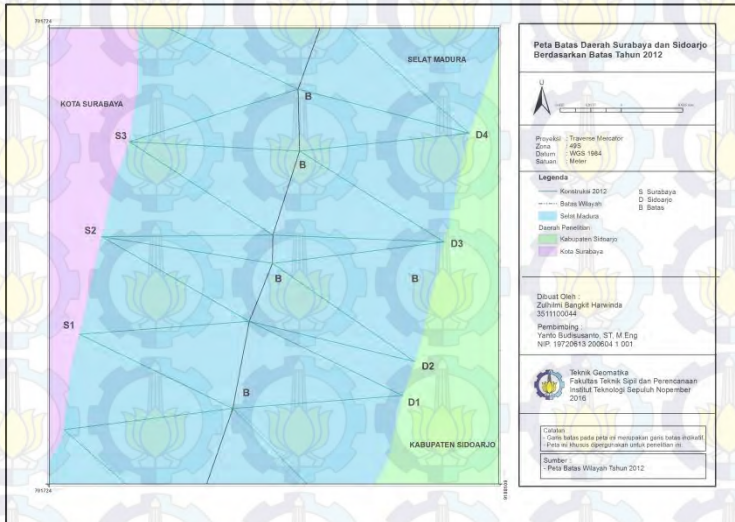 701724
SELAT MADURA
KOTA SURABAYA
B
S3
D4
B
S2
D3
B
B
S1
D2
D1
B
KABUPATEN SIDOARJO
701724
Peta Batas Daerah Surabaya dan Sidoarjo
Berdasarkan Batas Tahun 2012
U
Zona : 49S
Datum : WGS 1984
Satuan : Meter
Legenda
Konstruksi 2012
Batas Wilayah
Selat Madura
Daerah Penelitian
Kabupaten Sidoarjo
Kota Surabaya
S Surabaya
D Sidoarjo
B Batas
Dibuat Oleh :
Zulhilmi Bangkit Harwinda
3511100044
Pembimbing :
Yanto Budisusanto, ST. M.Eng
NIP. 19720613 200604 1 001
Teknik Geomatika
Fakultas Teknik Sipil dan Perencanaan
Institut Teknologi Sepuluh Nopember
2016
Catatan :
- Garis batas pada peta ini merupakan garis batas indikatif
- Peta ini khusus dipergunakan untuk penelitian ini
Sumber :
- Peta Batas Wilayah Tahun 2012